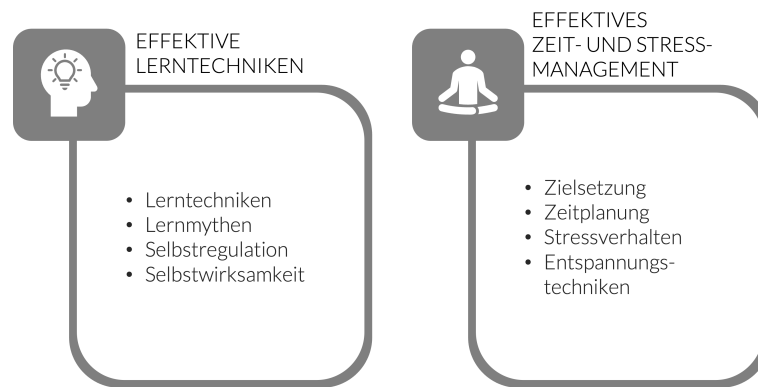 EFFEKTIVE
LERNTECHNIKEN
• Lerntechniken
• Lernmythen
• Selbstregulation
• Selbstwirksamkeit
EFFEKTIVES
ZEIT- UND STRESS-
MANAGEMENT
• Zielsetzung
• Zeitplanung
• Stressverhalten
• Entspannungs-
techniken